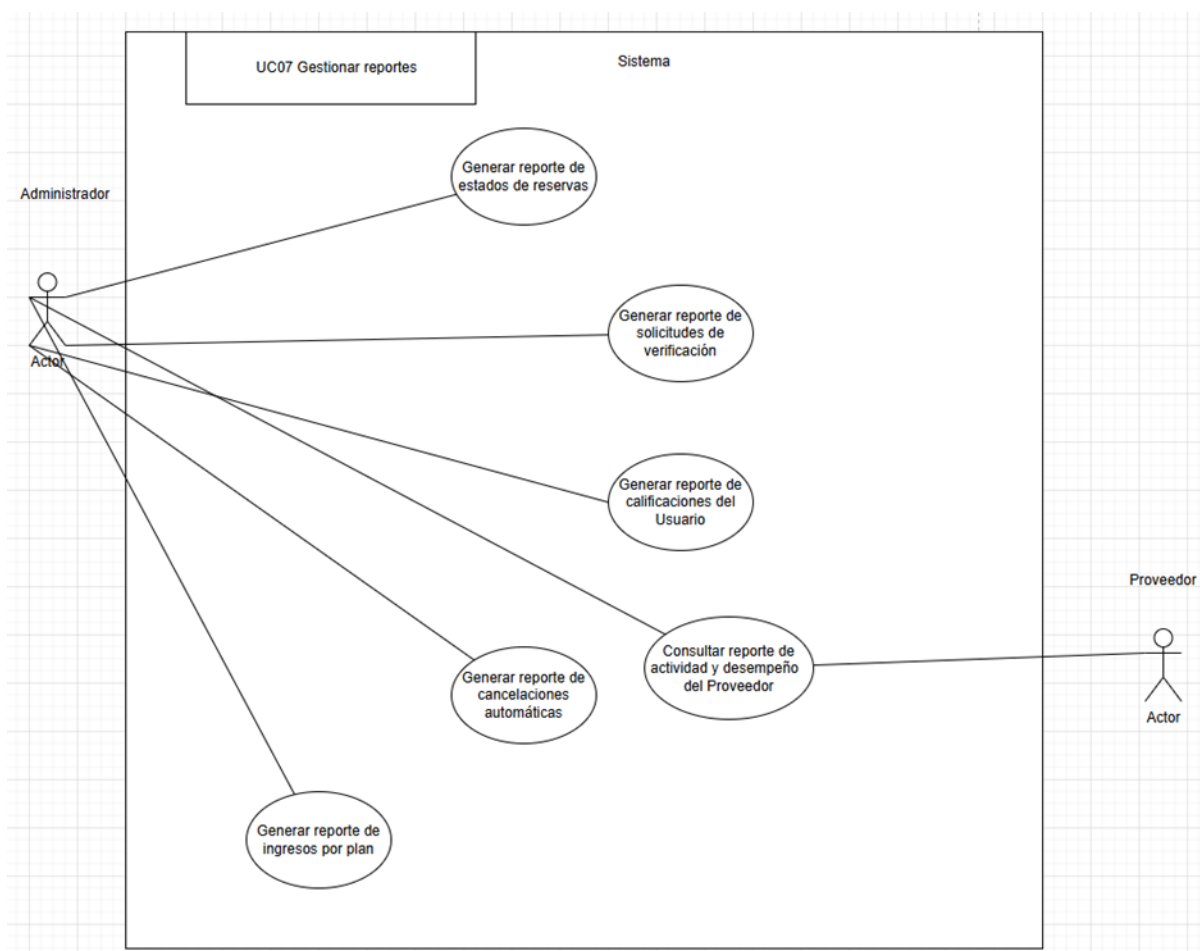 UC07 Gestionar reportes
Sistema
Generar reporte de
estados de reservas
Administrador
Actor
Generar reporte de
solicitudes de
verificación
Generar reporte de
calificaciones del
Usuario
Proveedor
Actor
Consultar reporte de
actividad y desempeño
del Proveedor
Generar reporte de
cancelaciones
automáticas
Generar reporte de
ingresos por plan